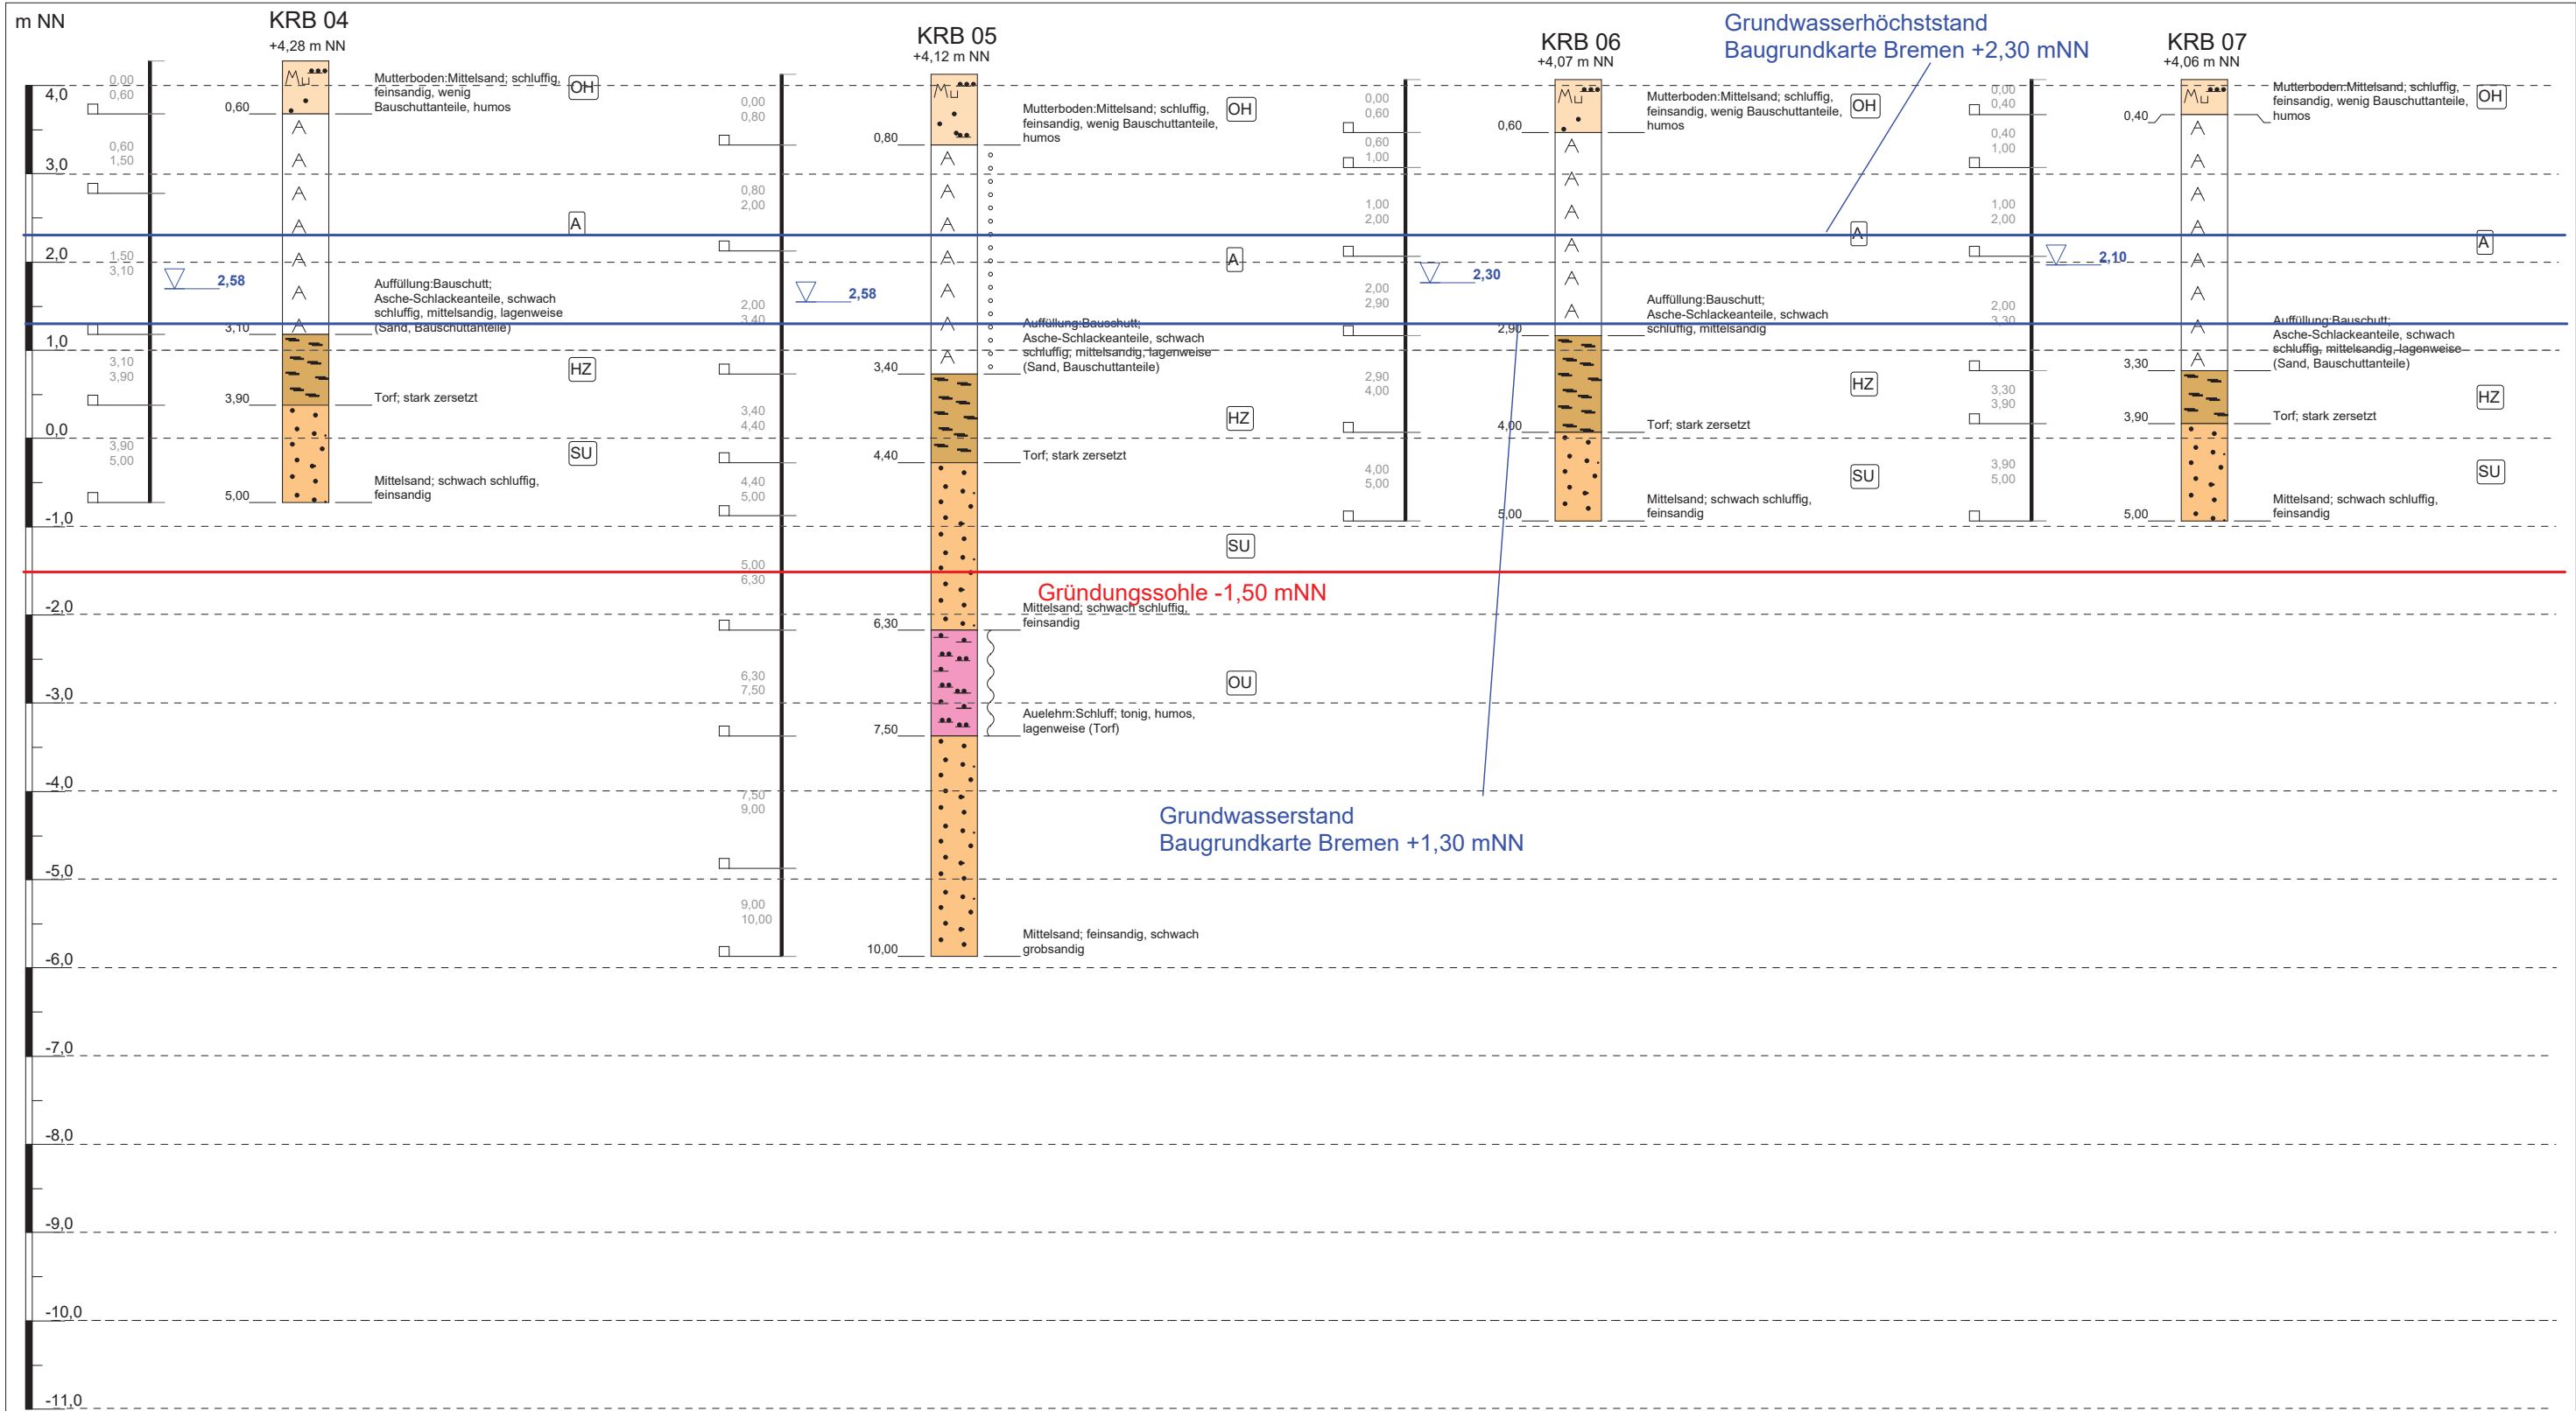 m NN
4,0
3,0
2,0
1,0
0,0
-1,0
-2,0
-3,0
-4,0
-5,0
-6,0
-7,0
-8,0
-9,0
-10,0
-11,0
KRB 04
+4,28 m NN
0,00
0,60
0,60
1,50
1,50
3,10
3,10
3,90
3,90
5,00
2,58
Mu
0,60
3,10
3,90
5,00
A
A
A
A
A
A
A
Mutterboden:Mittelsand; schluffig,
feinsandig, wenig
Bauschuttanteile, humos
Auffüllung:Bauschutt;
Asche-Schlackeanteile, schwach
schluffig, mittelsandig, lagenweise
(Sand, Bauschuttanteile)
Torf; stark zersetzt
Mittelsand; schwach schluffig,
feinsandig
OH
A
HZ
SU
KRB 05
+4,12 m NN
0,00
0,80
0,80
2,00
2,00
3,40
3,40
4,40
4,40
5,00
5,00
6,30
6,30
7,50
7,50
9,00
9,00
10,00
2,58
Mu
0,80
3,40
4,40
6,30
7,50
10,00
A
A
A
A
A
A
A
Mutterboden:Mittelsand; schluffig,
feinsandig, wenig Bauschuttanteile,
humos
Auffüllung:Bauschutt;
Asche-Schlackeanteile, schwach
schluffig, mittelsandig, lagenweise
(Sand, Bauschuttanteile)
Torf; stark zersetzt
Mittelsand; schwach schluffig,
feinsandig
Auelehm:Schluff; tonig, humos,
lagenweise (Torf)
Mittelsand; feinsandig, schwach
grobsandig
OH
A
HZ
SU
OU
Gründungssohle -1,50 mNN
Grundwasserstand
Baugrundkarte Bremen +1,30 mNN
KRB 06
+4,07 m NN
0,00
0,60
0,60
1,00
1,00
2,00
2,00
2,90
2,90
4,00
4,00
5,00
2,30
Mu
0,60
2,90
4,00
5,00
A
A
A
A
A
A
Mutterboden:Mittelsand; schluffig,
feinsandig, wenig Bauschuttanteile,
humos
Auffüllung:Bauschutt;
Asche-Schlackeanteile, schwach
schluffig, mittelsandig
Torf; stark zersetzt
Mittelsand; schwach schluffig,
feinsandig
OH
A
HZ
SU
Grundwasserhöchststand
Baugrundkarte Bremen +2,30 mNN
KRB 07
+4,06 m NN
0,00
0,40
0,40
1,00
1,00
2,00
2,00
3,30
3,30
3,90
3,90
5,00
2,10
Mu
0,40
3,30
3,90
5,00
A
A
A
A
A
A
A
A
Mutterboden:Mittelsand; schluffig,
feinsandig, wenig Bauschuttanteile,
humos
Auffüllung:Bauschutt;
Asche-Schlackeanteile, schwach
schluffig, mittelsandig, lagenweise
(Sand, Bauschuttanteile)
Torf; stark zersetzt
Mittelsand; schwach schluffig,
feinsandig
OH
A
HZ
SU